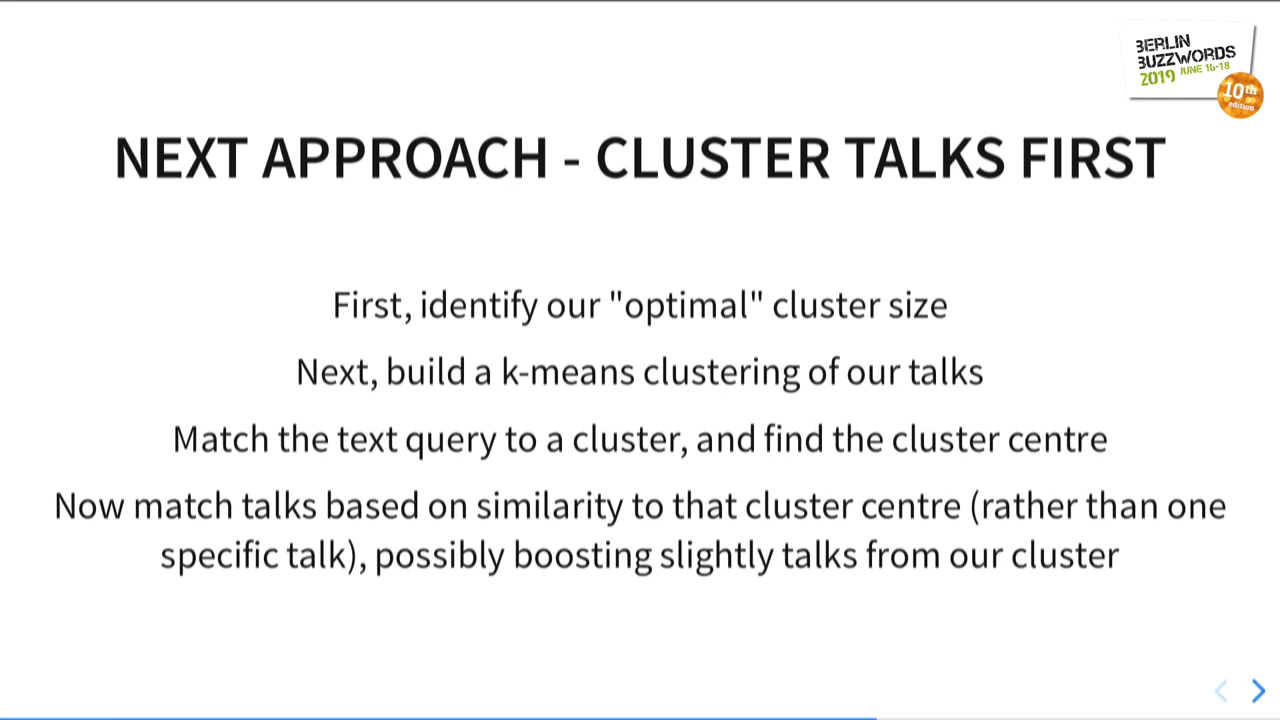 BERLIN
BUZZWORDS
2019 JUNE 16-18
10th
edition
NEXT APPROACH - CLUSTER TALKS FIRST
First, identify our "optimal" cluster size
Next, build a k-means clustering of our talks
Match the text query to a cluster, and find the cluster centre
Now match talks based on similarity to that cluster centre (rather than one
specific talk), possibly boosting slightly talks from our cluster